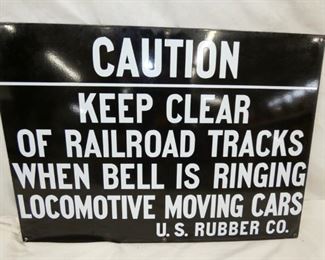 CAUTION
KEEP CLEAR
OF RAILROAD TRACKS
WHEN BELL IS RINGING
LOCOMOTIVE MOVING CARS
U. S. RUBBER CO.